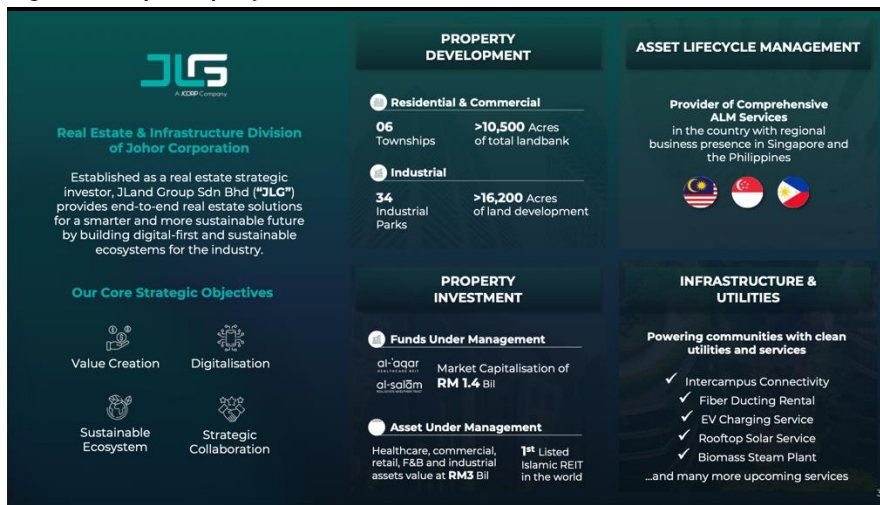 JLG
A JCORP Company
Real Estate & Infrastructure Division
of Johor Corporation
Established as a real estate strategic
investor, JLand Group Sdn Bhd (“JLG”)
provides end-to-end real estate solutions
for a smarter and more sustainable future
by building digital-first and sustainable
ecosystems for the industry.
Our Core Strategic Objectives
Value Creation
Digitalisation
Sustainable
Ecosystem
Strategic
Collaboration
PROPERTY
DEVELOPMENT
Residential & Commercial
06
Townships
>10,500 Acres
of total landbank
Industrial
34
Industrial
Parks
>16,200 Acres
of land development
ASSET LIFECYCLE MANAGEMENT
Provider of Comprehensive
ALM Services
in the country with regional
business presence in Singapore and
the Philippines
PROPERTY
INVESTMENT
Funds Under Management
al-'aqar
HEALTHCARE REIT
al-salām
REAL ESTATE INVESTMENT TRUST
Market Capitalisation of
RM 1.4 Bil
Asset Under Management
Healthcare, commercial,
retail, F&B and industrial
assets value at RM3 Bil
1st Listed
Islamic REIT
in the world
INFRASTRUCTURE &
UTILITIES
Powering communities with clean
utilities and services
✓ Intercampus Connectivity
✓ Fiber Ducting Rental
✓ EV Charging Service
✓ Rooftop Solar Service
✓ Biomass Steam Plant
...and many more upcoming services
3